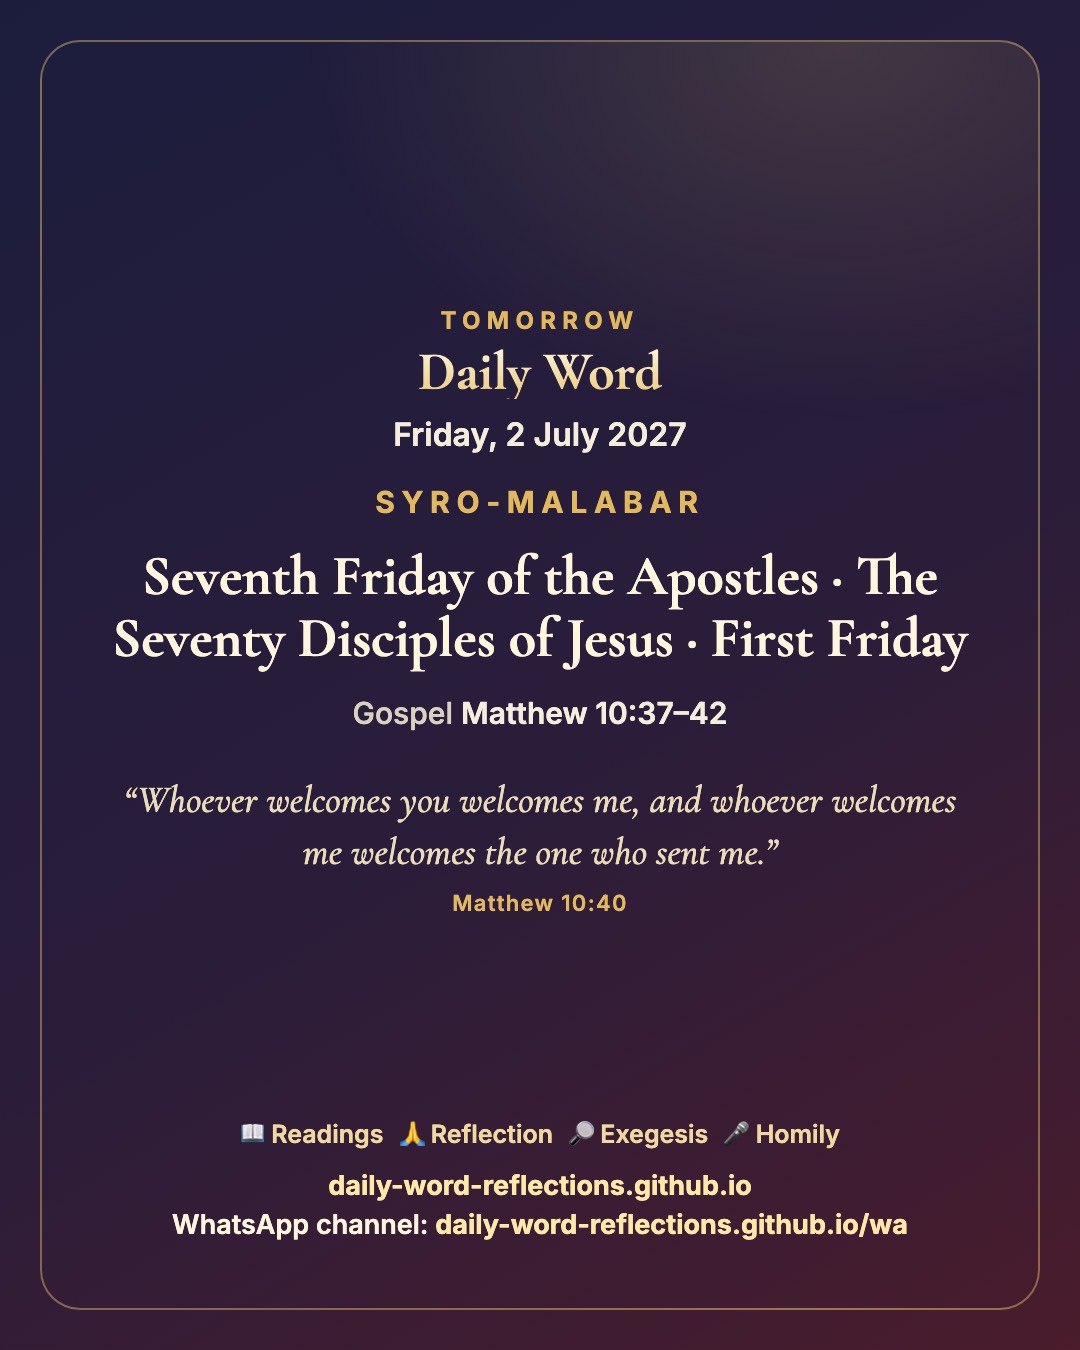 TOMORROW
Daily Word
Friday, 2 July 2027
SYRO-MALABAR
Seventh Friday of the Apostles · The
Seventy Disciples of Jesus · First Friday
Gospel Matthew 10:37–42
“Whoever welcomes you welcomes me, and whoever welcomes
me welcomes the one who sent me.”
Matthew 10:40
📖 Readings 🙏 Reflection 🔎 Exegesis 🎤 Homily
daily-word-reflections.github.io
WhatsApp channel: daily-word-reflections.github.io/wa